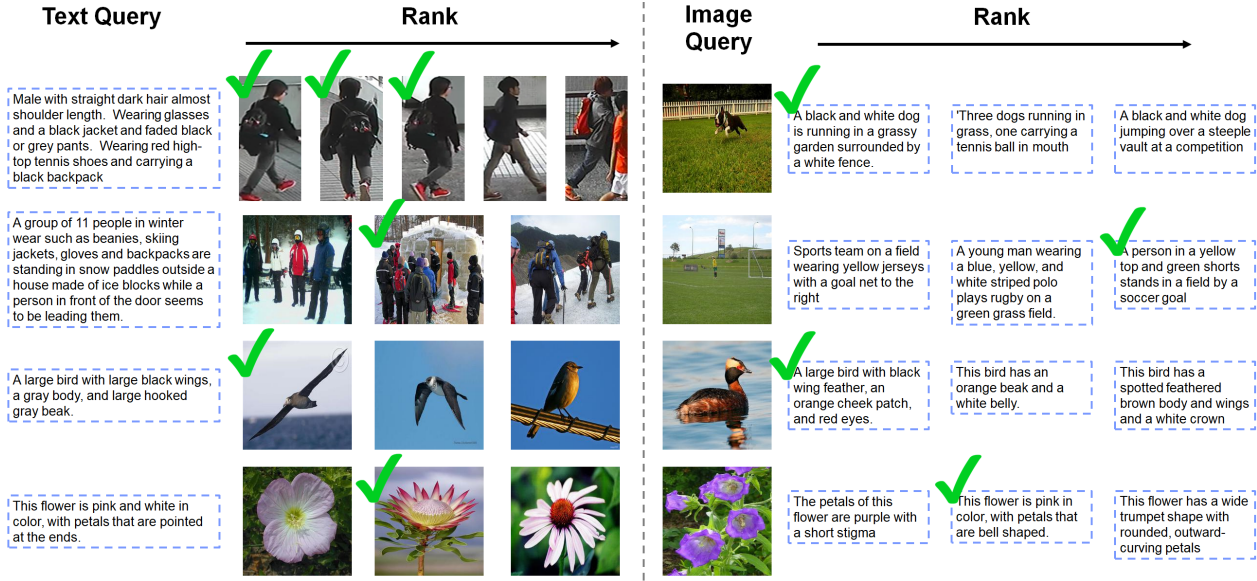 Text Query
Rank
Male with straight dark hair almost
shoulder length.  Wearing glasses
and a black jacket and faded black
or grey pants.  Wearing red high-
top tennis shoes and carrying a
black backpack
A group of 11 people in winter
wear such as beanies, skiing
jackets, gloves and backpacks are
standing in snow paddles outside a
house made of ice blocks while a
person in front of the door seems
to be leading them.
A large bird with large black wings,
a gray body, and large hooked
gray beak.
This flower is pink and white in
color, with petals that are pointed
at the ends.
Image
Query
Rank
A black and white dog
is running in a grassy
garden surrounded by
a white fence.
'Three dogs running in
grass, one carrying a
tennis ball in mouth
A black and white dog
jumping over a steeple
vault at a competition
Sports team on a field
wearing yellow jerseys
with a goal net to the
right
A young man wearing
a blue, yellow, and
white striped polo
plays rugby on a
green grass field.
A person in a yellow
top and green shorts
stands in a field by a
soccer goal
A large bird with black
wing feather, an
orange cheek patch,
and red eyes.
This bird has an
orange beak and a
white belly.
This bird has a
spotted feathered
brown body and wings
and a white crown
The petals of this
flower are purple with
a short stigma
This flower is pink in
color, with petals that
are bell shaped.
This flower has a wide
trumpet shape with
rounded, outward-
curving petals